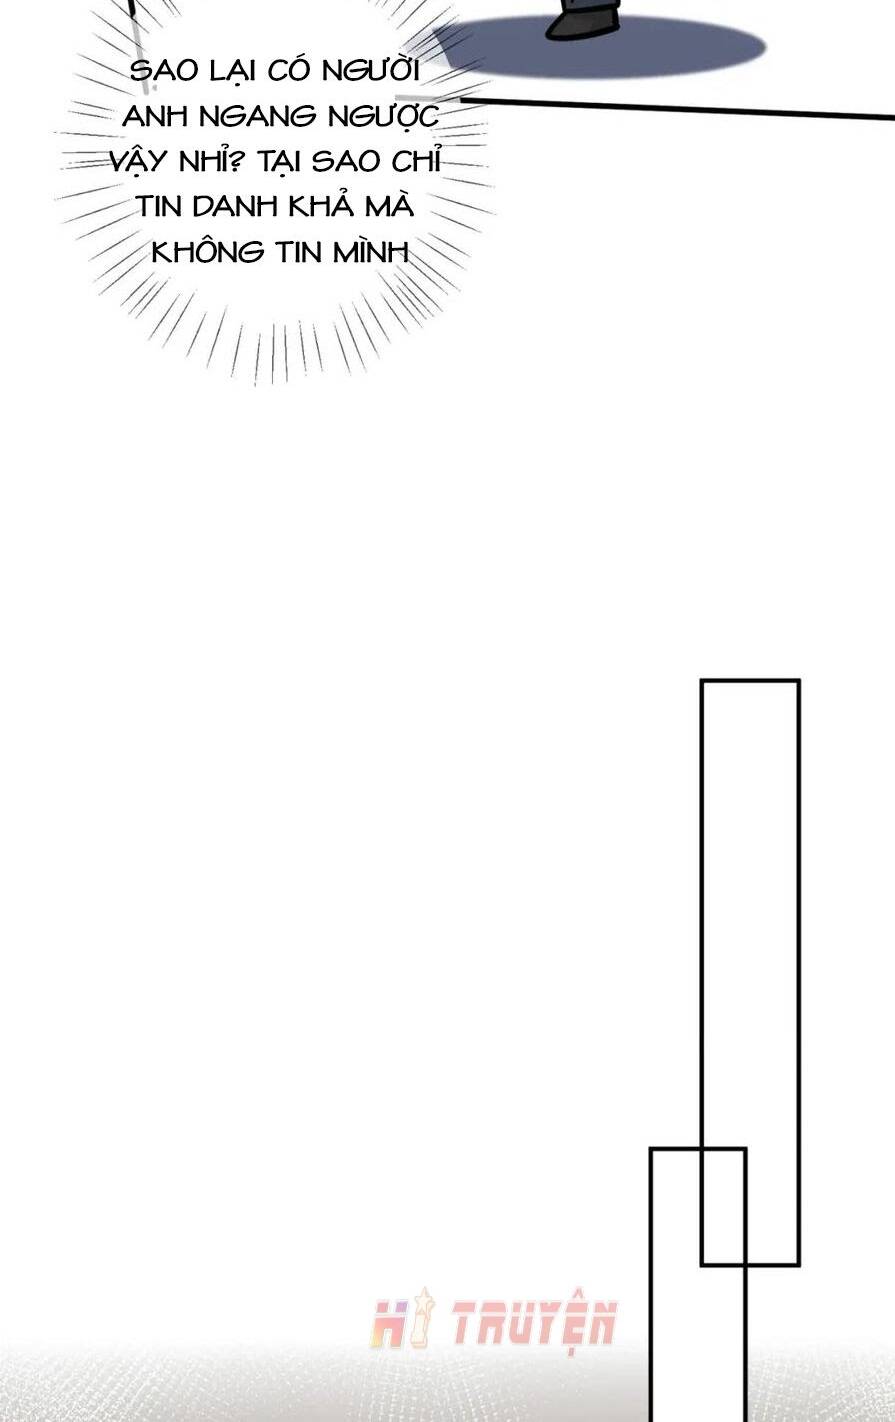 SAO LẠI CÓ NGƯỜI
ANH NGANG NGƯỢC
VẬY NHỈ? TẠI SAO CHỈ
TIN DANH KHẢ MÀ
KHÔNG TIN MÌNH
HI TRUYỆN